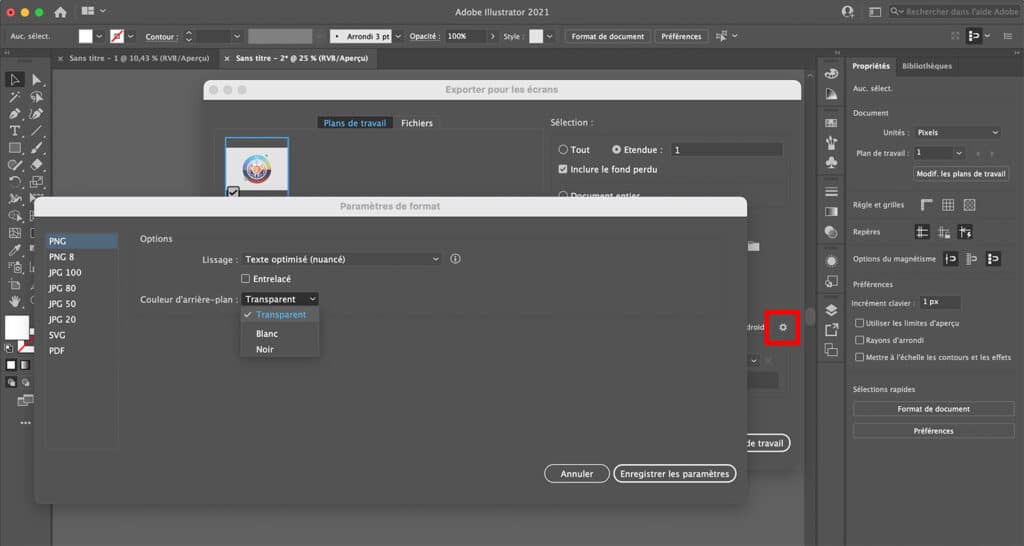 Adobe Illustrator 2021
Rechercher dans l'aide Adobe
Auc. sélect.
Contour :
Arrondi 3 pt
Opacité :
100%
Style :
Format de document
Préférences
× Sans titre - 1 @ 10,43 % (RVB/Aperçu)
× Sans titre - 2* @ 25 % (RVB/Aperçu)
Exporter pour les écrans
Plans de travail
Fichiers
Sélection :
Tout
Etendue :
1
Inclure le fond perdu
Document entier
Paramètres de format
PNG
PNG 8
JPG 100
JPG 80
JPG 50
JPG 20
SVG
PDF
Options
Lissage :
Texte optimisé (nuancé)
Entrelacé
Couleur d'arrière-plan :
Transparent
Transparent
Blanc
Noir
droid
de travail
Annuler
Enregistrer les paramètres
Propriétés
Bibliothèques
Auc. sélect.
Document
Unités :
Pixels
Plan de travail :
1
Modif. les plans de travail
Règle et grilles
Repères
Options du magnétisme
Préférences
Incrément clavier :
1 px
Utiliser les limites d'aperçu
Rayons d'arrondi
Mettre à l'échelle les contours et les effets
Sélections rapides
Format de document
Préférences